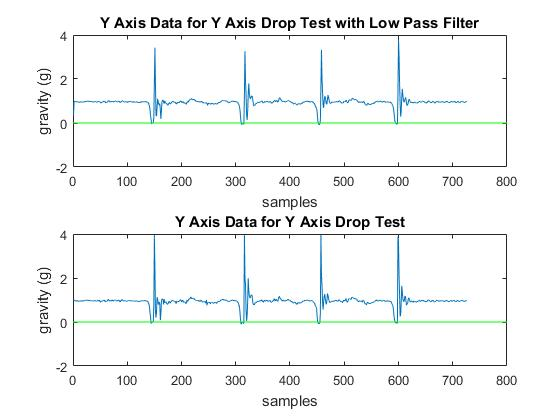 Y Axis Data for Y Axis Drop Test with Low Pass Filter
4
2
0
-2
gravity (g)
0 100 200 300 400 500 600 700 800
samples
Y Axis Data for Y Axis Drop Test
4
2
0
-2
gravity (g)
0 100 200 300 400 500 600 700 800
samples